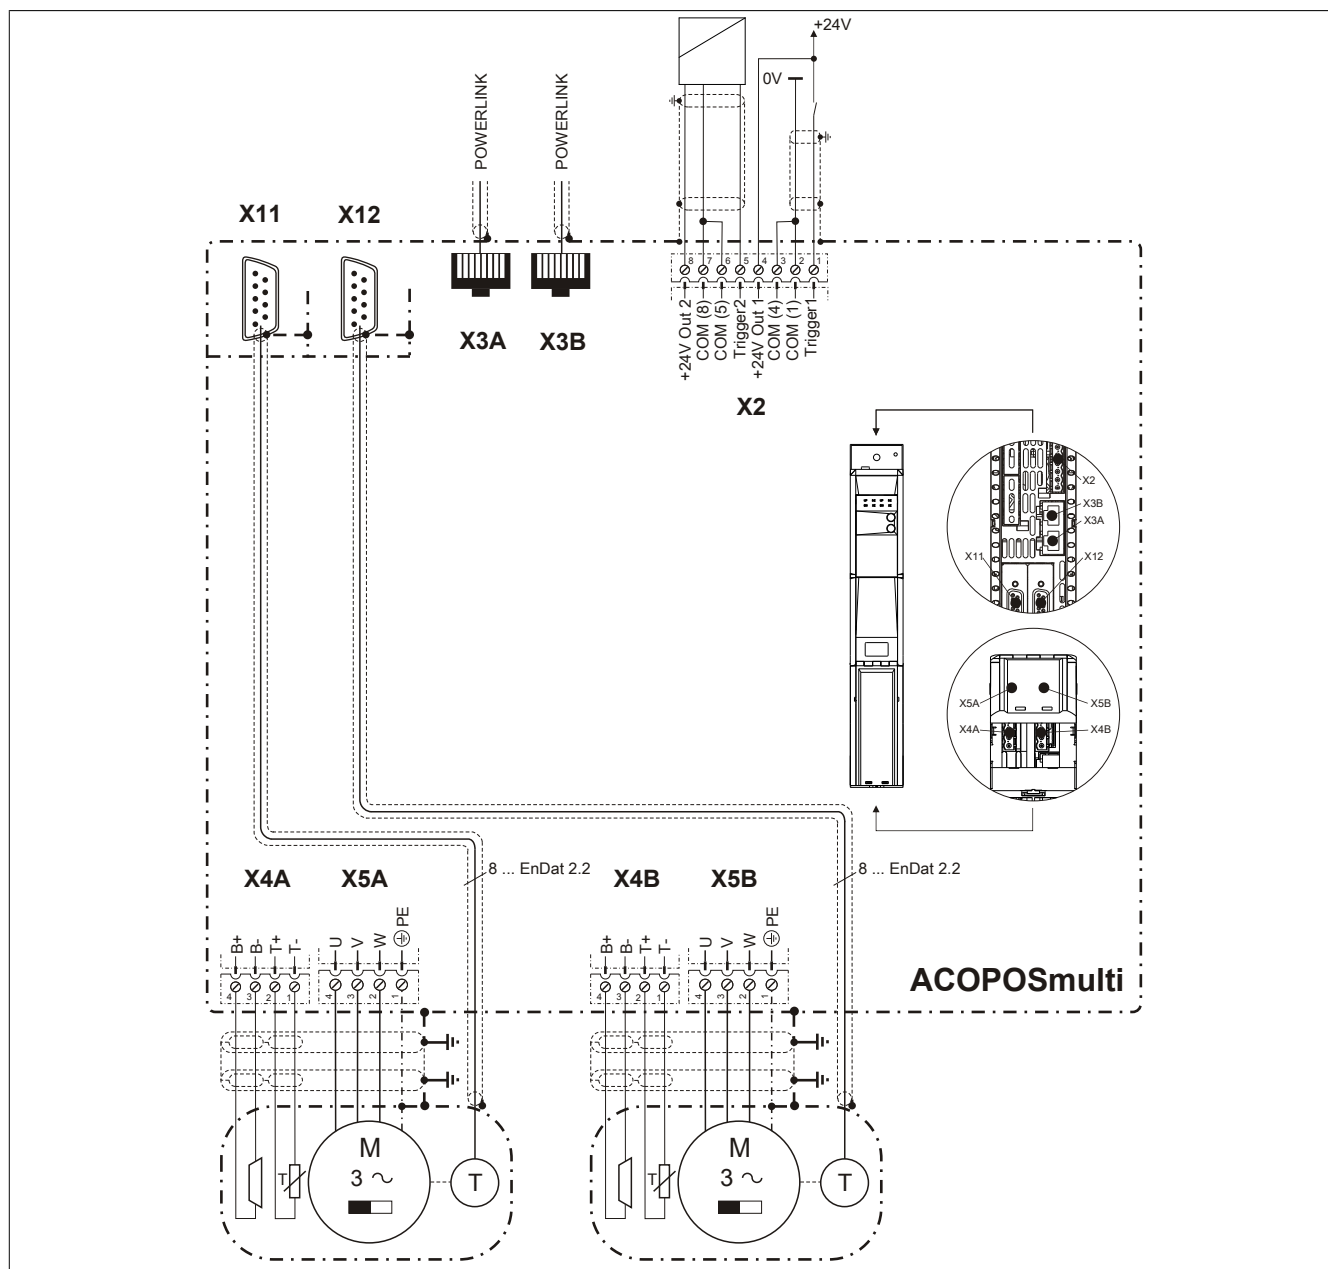 +24V
0V
POWERLINK
POWERLINK
X11
X12
X3A
X3B
8 7 6 5 4 3 2 1
+24V Out 2
COM (8)
COM (5)
Trigger2
+24V Out 1
COM (4)
COM (1)
Trigger1
X2
X2
X3B
X3A
X11
X12
X5A
X5B
X4A
X4B
8 ... EnDat 2.2
8 ... EnDat 2.2
X4A
X5A
X4B
X5B
B+
B-
T+
T-
U
V
W
PE
B+
B-
T+
T-
U
V
W
PE
4 3 2 1
4 3 2 1
4 3 2 1
4 3 2 1
ACOPOSmulti
M
3 ~
T
T
M
3 ~
T
T